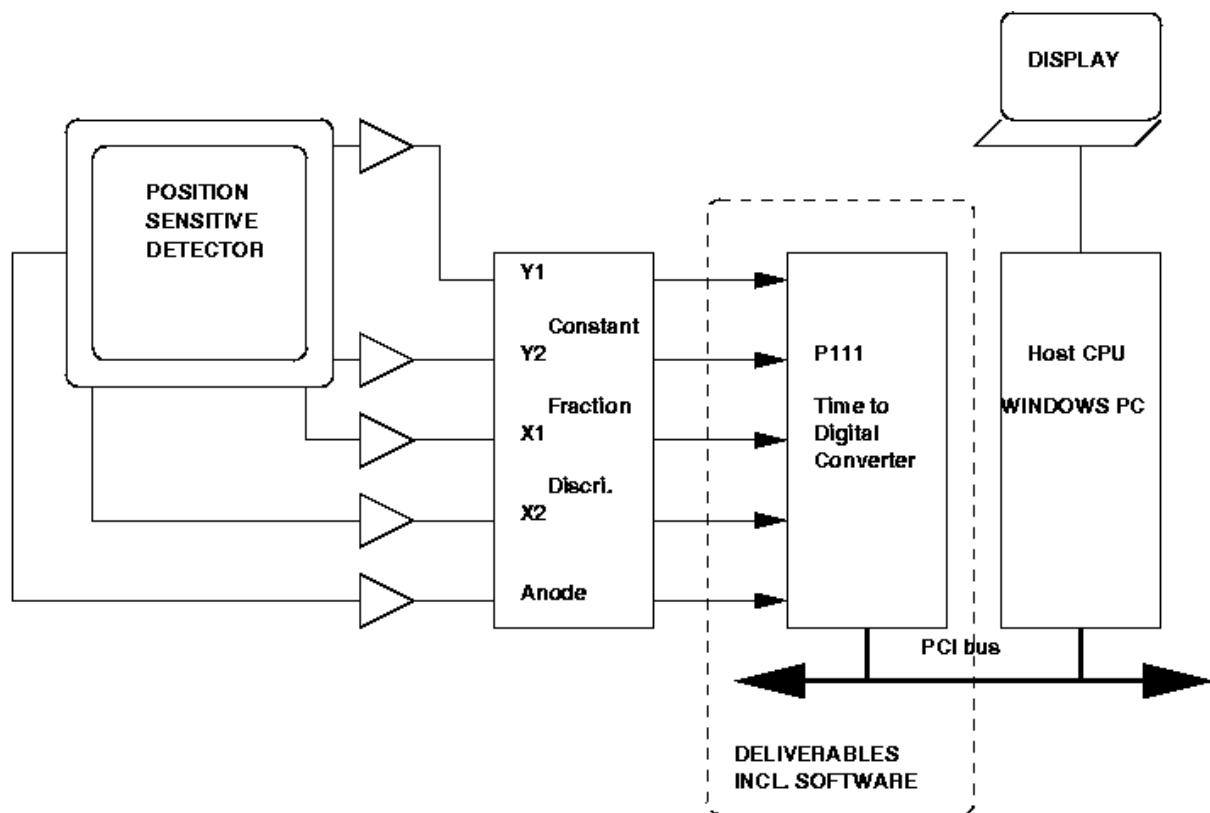 DISPLAY
POSITION
SENSITIVE
DETECTOR
Y1
Constant
Y2
Fraction
X1
Discri.
X2
Anode
P111
Time to
Digital
Converter
Host CPU
WINDOWS PC
PCI bus
DELIVERABLES
INCL. SOFTWARE